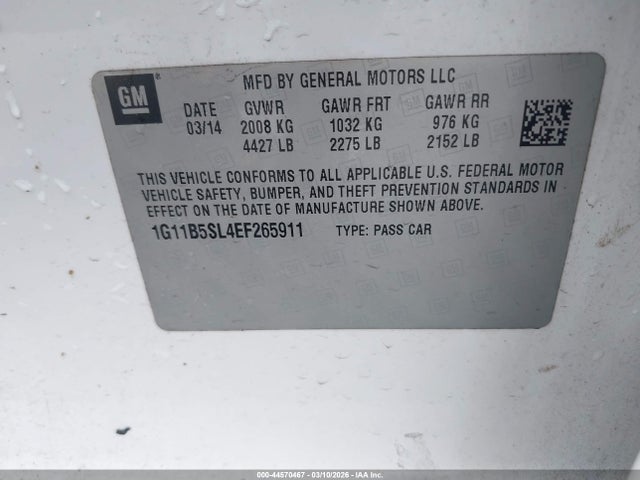 GM ®
MFD BY GENERAL MOTORS LLC
DATE GVWR GAWR FRT GAWR RR
03/14 2008 KG 1032 KG 976 KG
4427 LB 2275 LB 2152 LB
THIS VEHICLE CONFORMS TO ALL APPLICABLE U.S. FEDERAL MOTOR
VEHICLE SAFETY, BUMPER, AND THEFT PREVENTION STANDARDS IN
EFFECT ON THE DATE OF MANUFACTURE SHOWN ABOVE.
1G11B5SL4EF265911 TYPE: PASS CAR
000-44570467 - 03/10/2026 - IAA Inc.